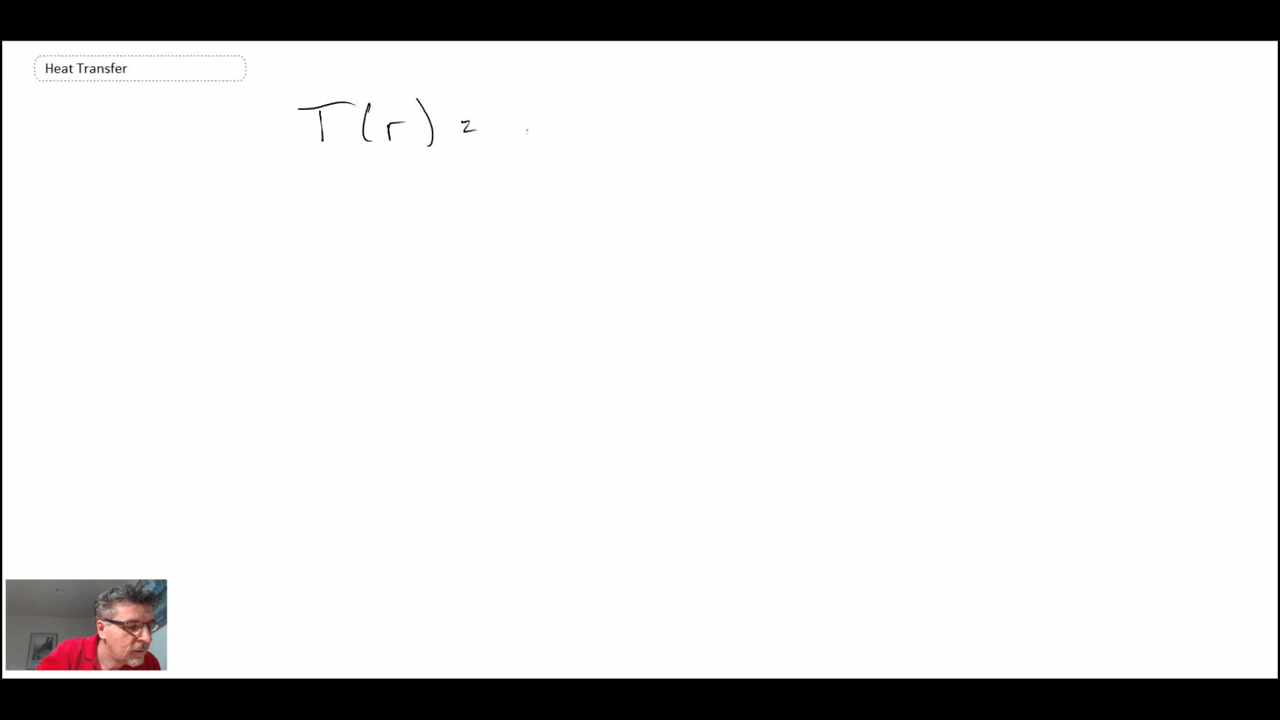 Heat Transfer
T(r) =